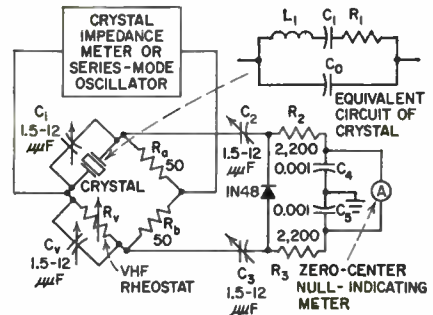 CRYSTAL
IMPEDANCE
METER OR
SERIES-MODE
OSCILLATOR
L1
C1
R1
C0
EQUIVALENT
CIRCUIT OF
CRYSTAL
C1
1.5-12
μμF
CRYSTAL
Ra
50
Rb
50
Rv
Cv
1.5-12
μμF
VHF
RHEOSTAT
C2
1.5-12
μμF
R2
2,200
0.001
C4
1N48
0.001
C5
2,200
R3
C3
1.5-12
μμF
A
ZERO-CENTER
NULL-INDICATING
METER